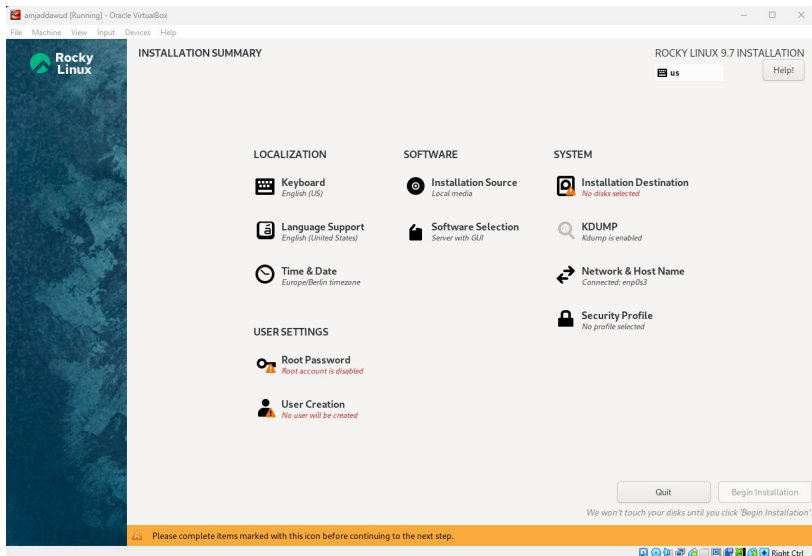 amjaddawud [Running] - Oracle VirtualBox
File Machine View Input Devices Help
Rocky
Linux
INSTALLATION SUMMARY
ROCKY LINUX 9.7 INSTALLATION
us
Help!
LOCALIZATION
Keyboard
English (US)
Language Support
English (United States)
Time & Date
Europe/Berlin timezone
SOFTWARE
Installation Source
Local media
Software Selection
Server with GUI
SYSTEM
Installation Destination
No disks selected
KDUMP
Kdump is enabled
Network & Host Name
Connected: enp0s3
Security Profile
No profile selected
USER SETTINGS
Root Password
Root account is disabled
User Creation
No user will be created
Quit
Begin Installation
We won't touch your disks until you click 'Begin Installation'.
Please complete items marked with this icon before continuing to the next step.
Right Ctrl